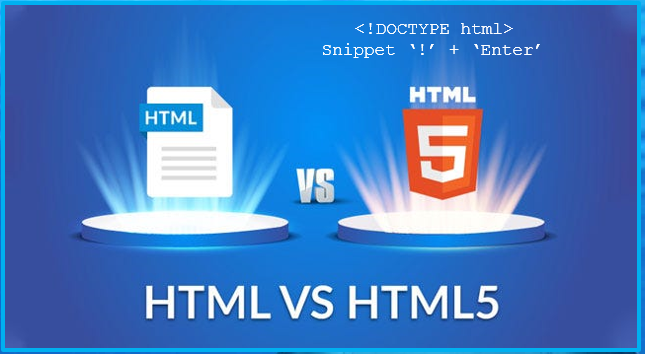 <!DOCTYPE html>
Snippet ‘!’ + ‘Enter’
HTML
HTML
5
VS
HTML VS HTML5